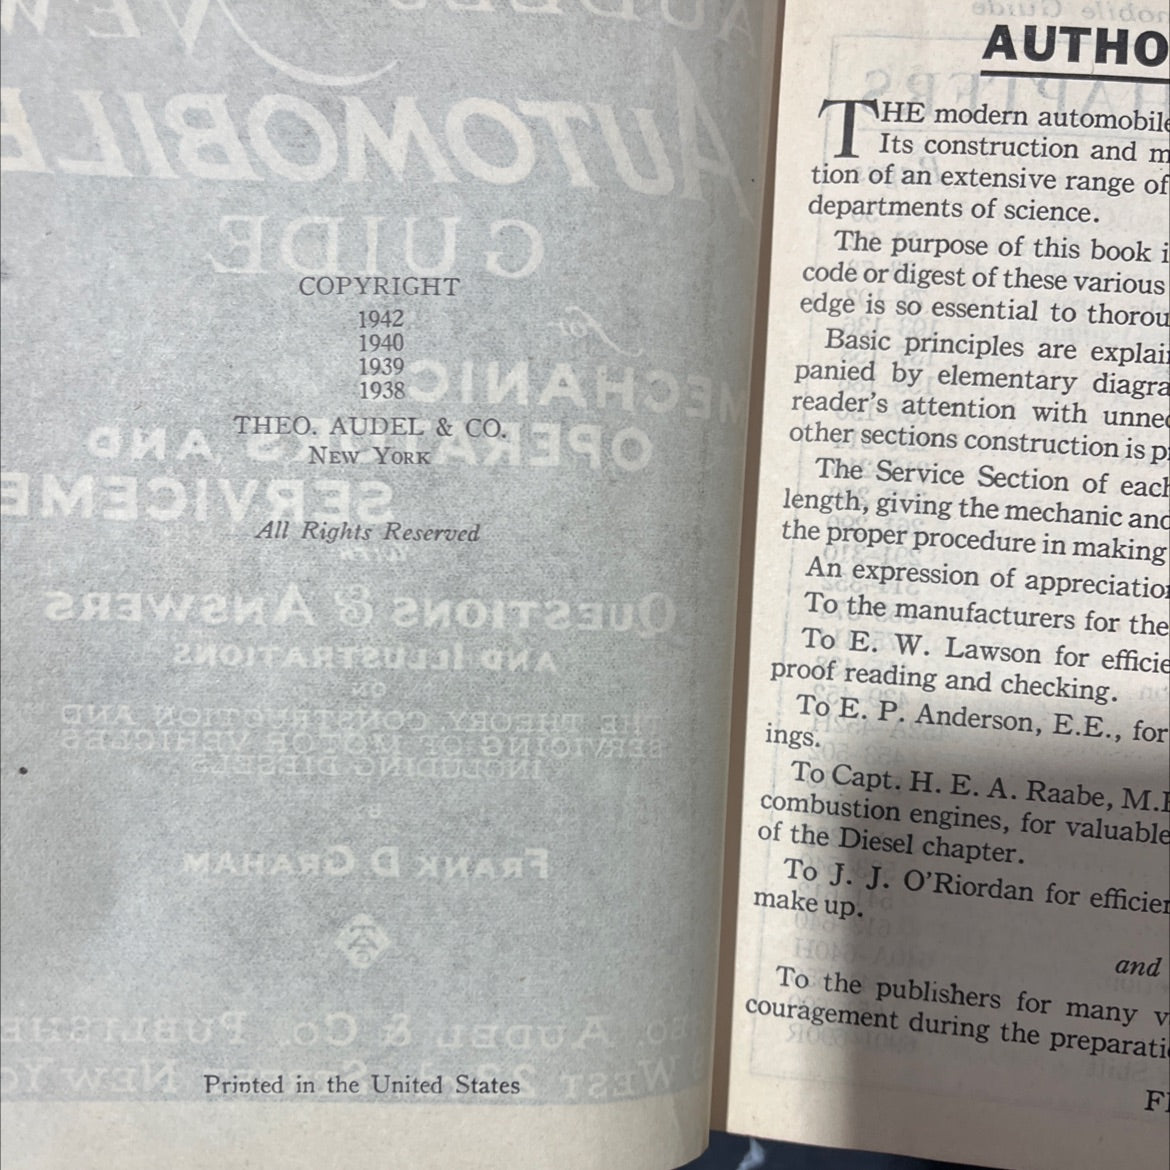 COPYRIGHT
1942
1940
1939
1938
THEO. AUDEL & CO.
NEW YORK
All Rights Reserved
Printed in the United States
AUTHO
THE modern automobile
Its construction and m
tion of an extensive range of
departments of science.
The purpose of this book i
code or digest of these various
edge is so essential to thorou
Basic principles are explai
panied by elementary diagra
reader's attention with unnec
other sections construction is p
The Service Section of each
length, giving the mechanic and
the proper procedure in making
An expression of appreciation
To the manufacturers for the
To E. W. Lawson for efficie
proof reading and checking.
To E. P. Anderson, E.E., for
ings.
To Capt. H. E. A. Raabe, M.E
combustion engines, for valuable
of the Diesel chapter.
To J. J. O'Riordan for efficien
make up.
and
To the publishers for many v
couragement during the preparati
F